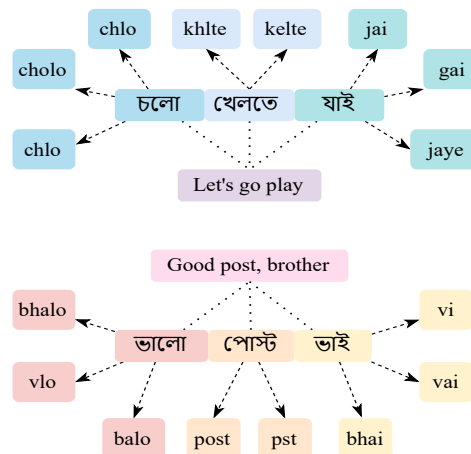 chlo khlte kelte jai
cholo gai
চলো খেলতে যাই
chlo jaye
Let's go play
Good post, brother
bhalo vi
ভালো পোস্ট ভাই
vlo vai
balo post pst bhai